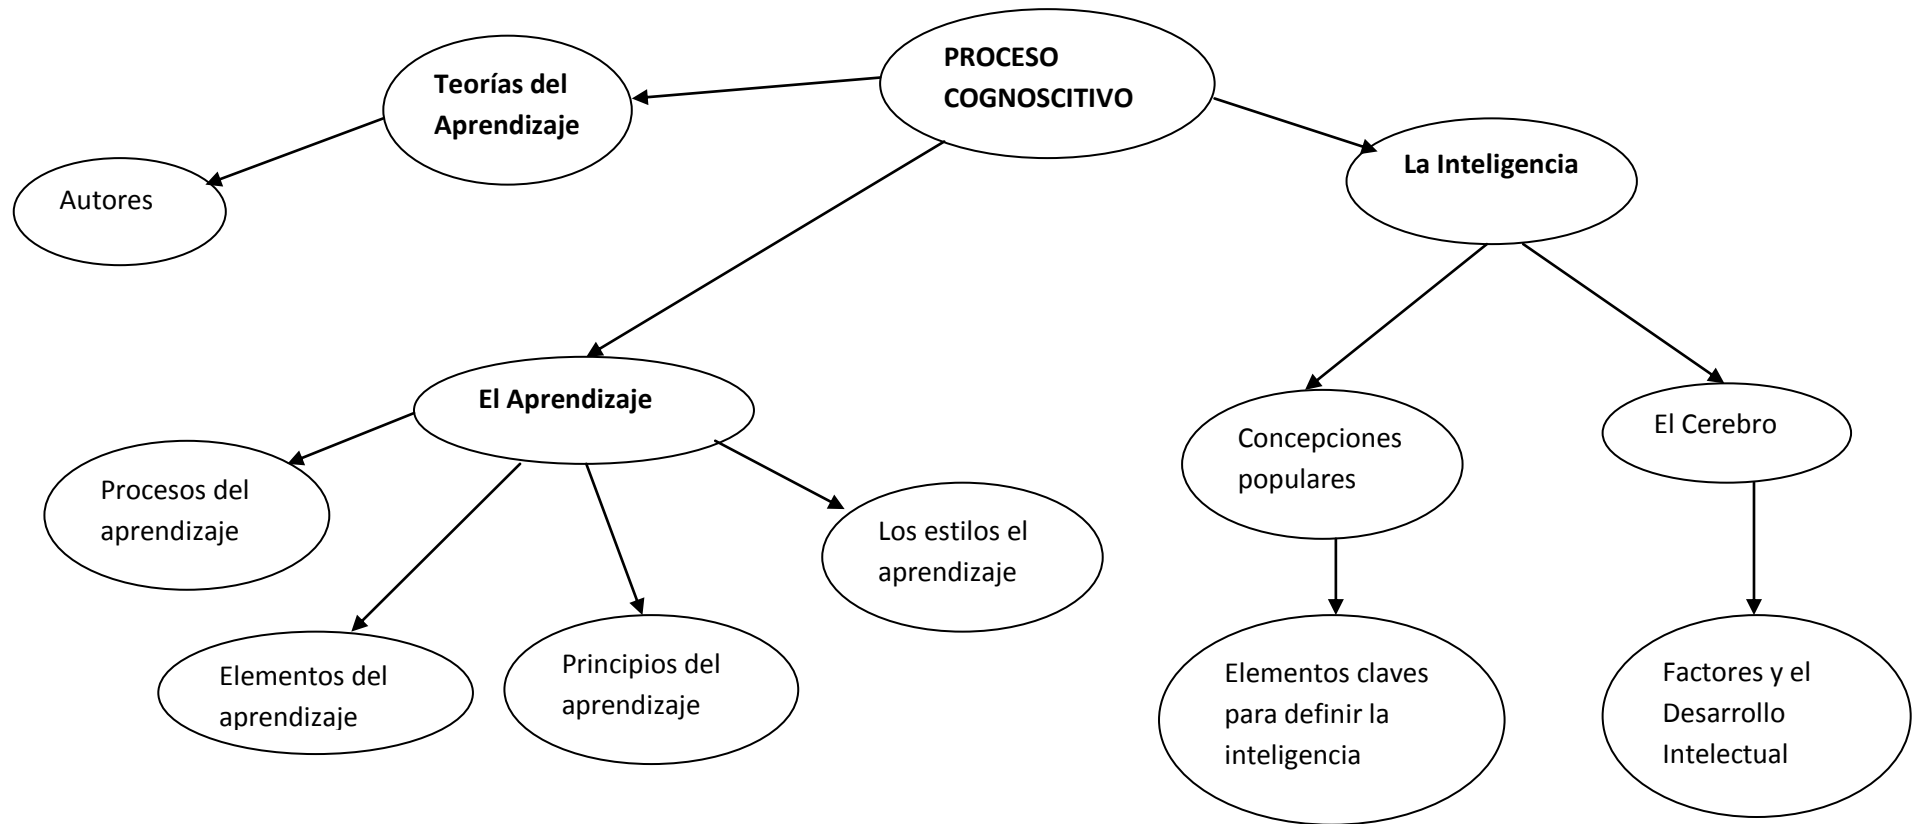 PROCESO
COGNOSCITIVO
Teorías del
Aprendizaje
La Inteligencia
Autores
El Aprendizaje
Procesos del
aprendizaje
Elementos del
aprendizaje
Principios del
aprendizaje
Los estilos el
aprendizaje
Concepciones
populares
El Cerebro
Elementos claves
para definir la
inteligencia
Factores y el
Desarrollo
Intelectual